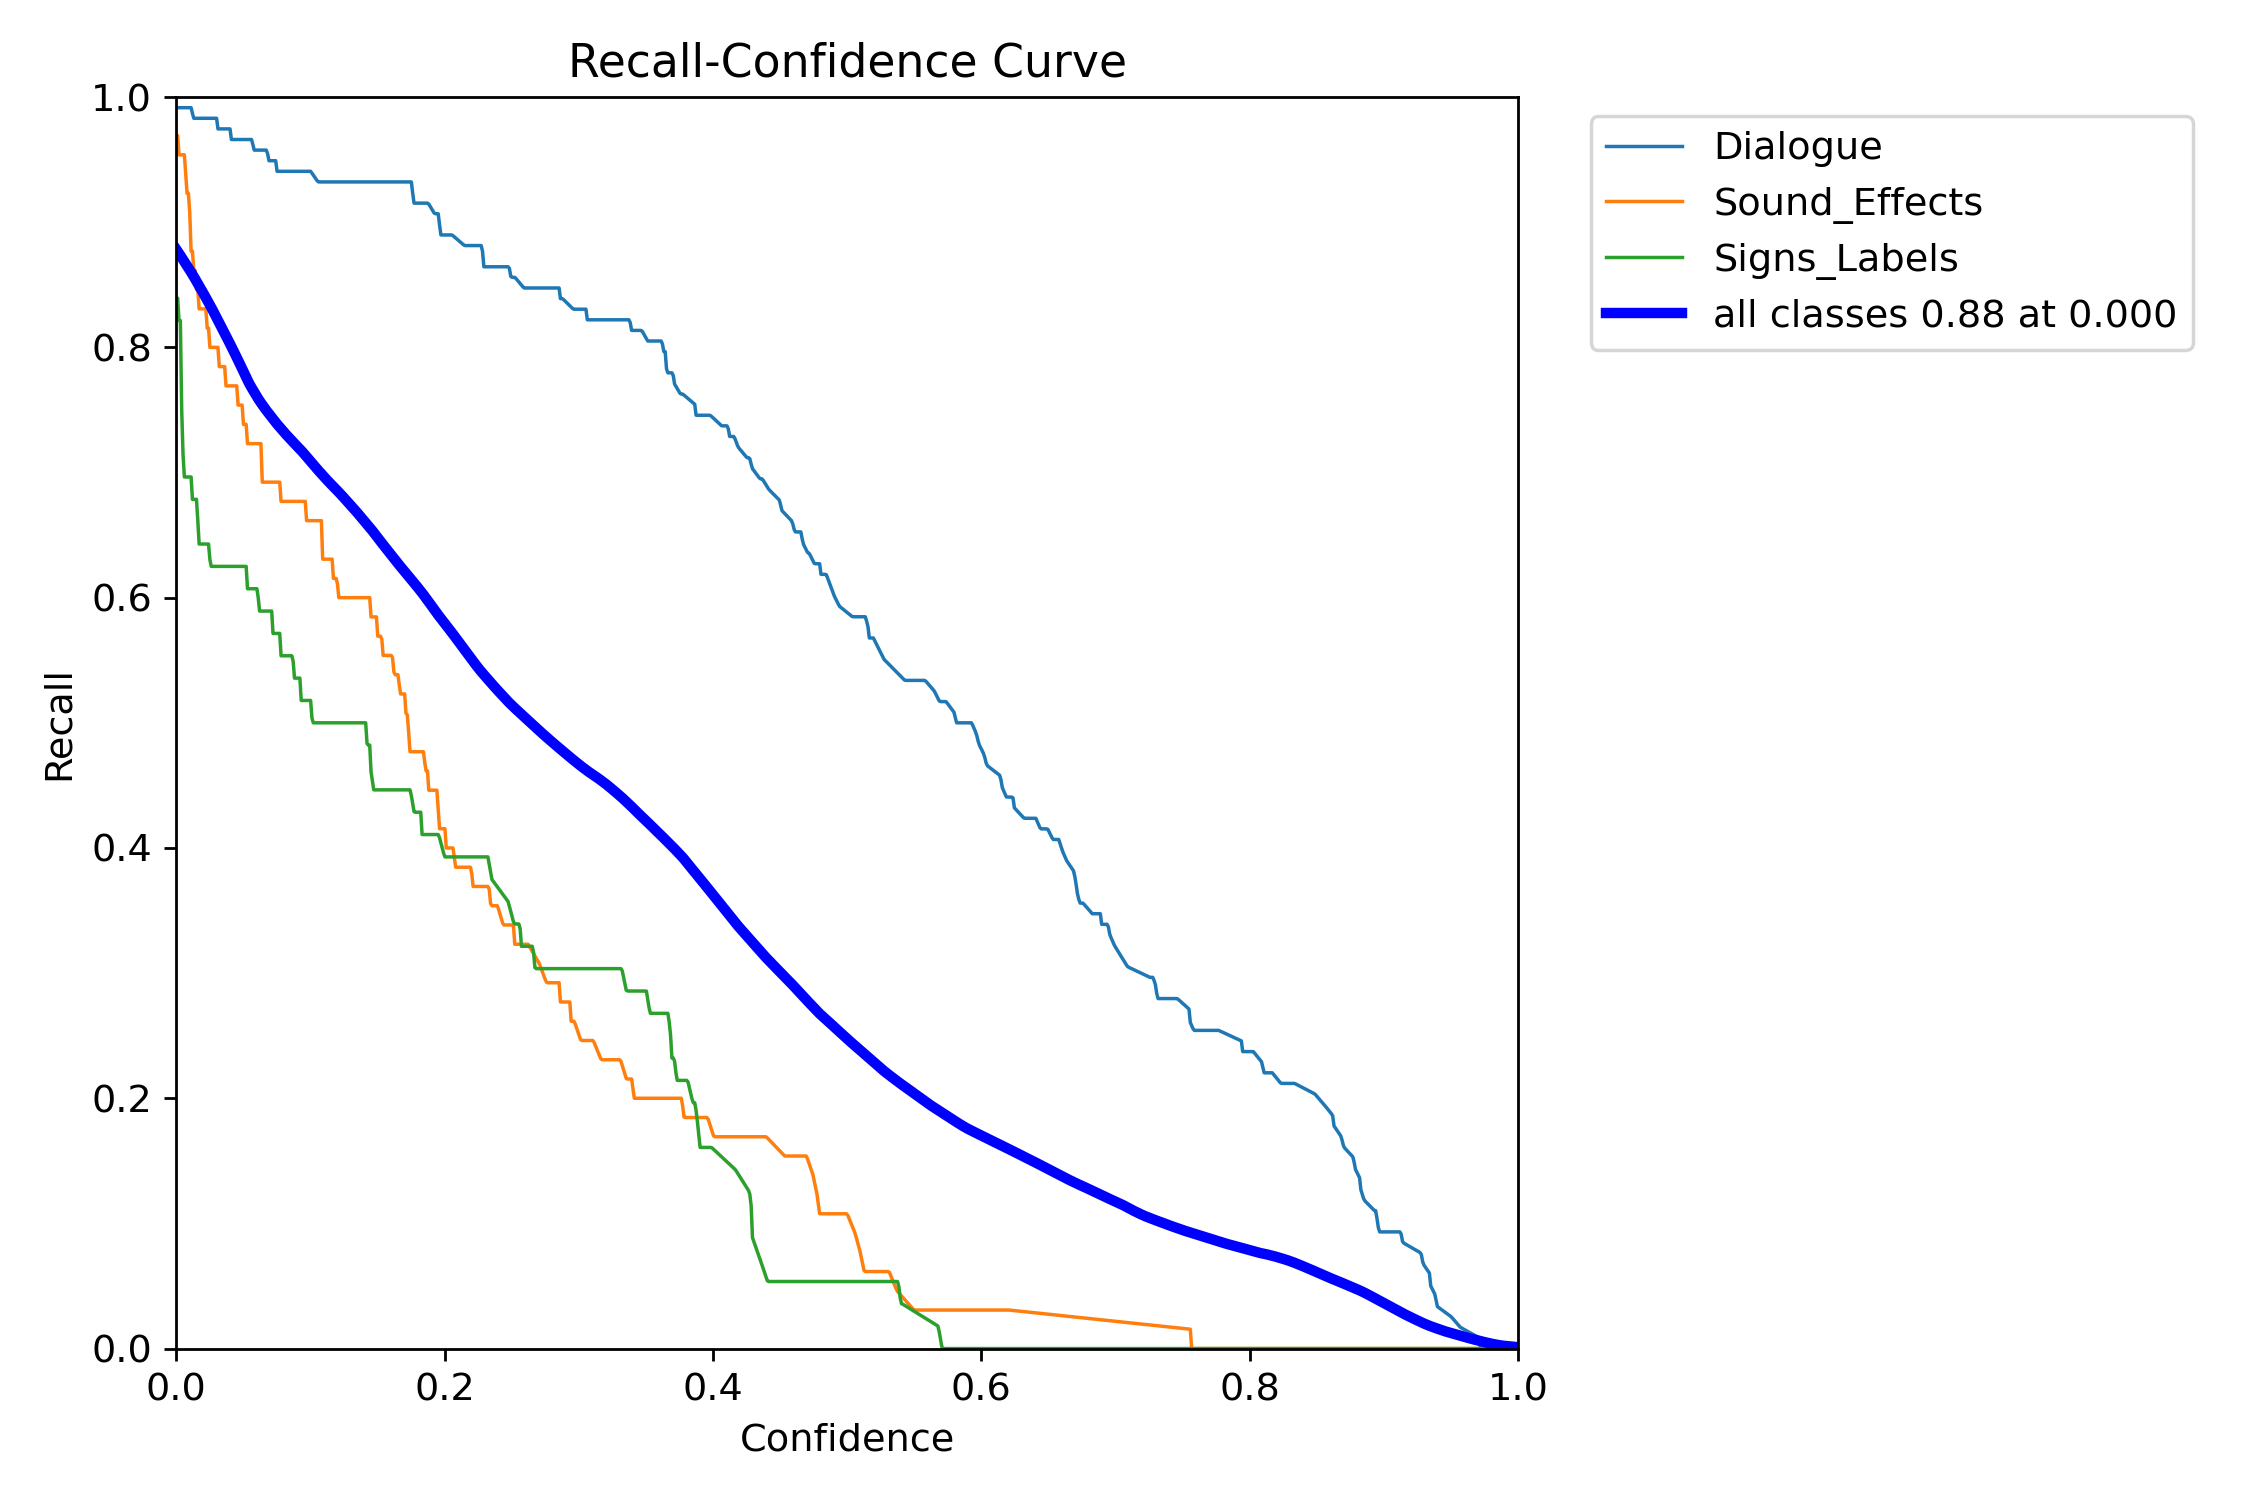 Recall-Confidence Curve
1.0
0.8
0.6
0.4
0.2
0.0
Recall
0.0 0.2 0.4 0.6 0.8 1.0
Confidence
Dialogue
Sound_Effects
Signs_Labels
all classes 0.88 at 0.000